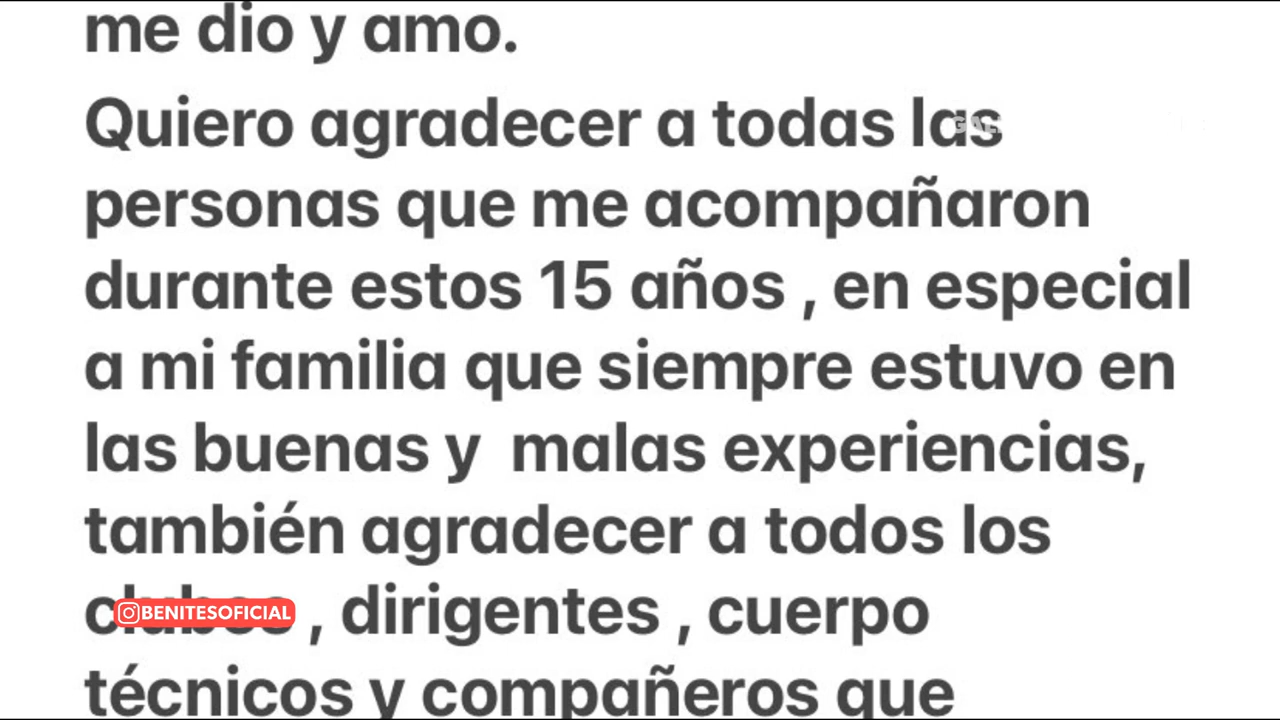 me dio y amo.
Quiero agradecer a todas las
personas que me acompañaron
durante estos 15 años , en especial
a mi familia que siempre estuvo en
las buenas y  malas experiencias,
también agradecer a todos los
clubes , dirigentes , cuerpo
BENITESOFICIAL
técnicos y compañeros que